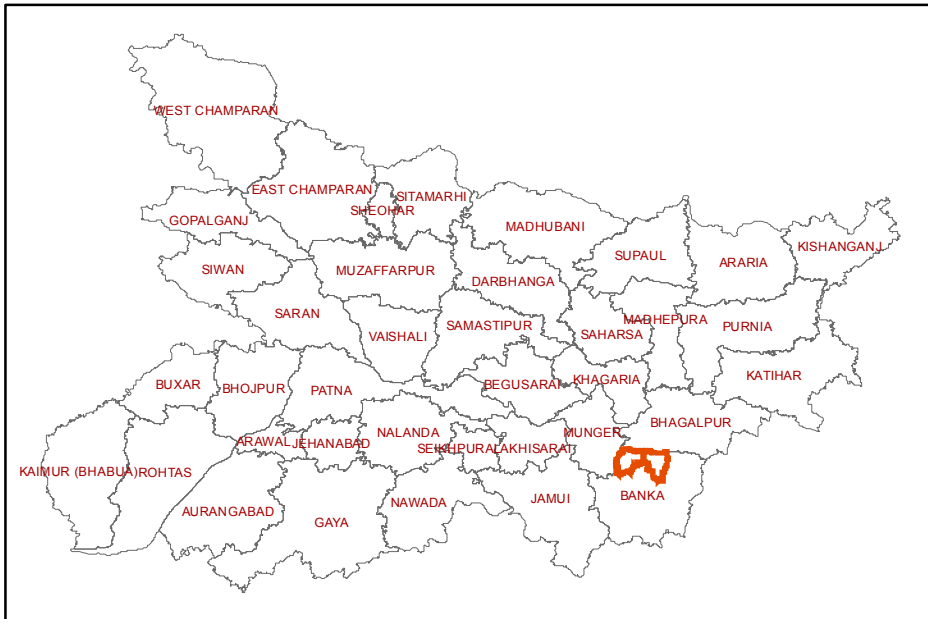 WEST CHAMPARAN
EAST CHAMPARAN
SITAMARHI
SHEOHAR
GOPALGANJ
MADHUBANI
KISHANGANJ
SUPAUL
ARARIA
SIWAN
MUZAFFARPUR
DARBHANGA
SARAN
MADHEPURA
PURNIA
SAMASTIPUR
VAISHALI
SAHARSA
KATIHAR
BUXAR
BHOJPUR
PATNA
BEGUSARAI
KHAGARIA
BHAGALPUR
NALANDA
MUNGER
ARAWAL
JEHANABAD
SEIKHPURA
LAKHISARAI
KAIMUR (BHABUA)
ROHTAS
BANKA
JAMUI
NAWADA
AURANGABAD
GAYA